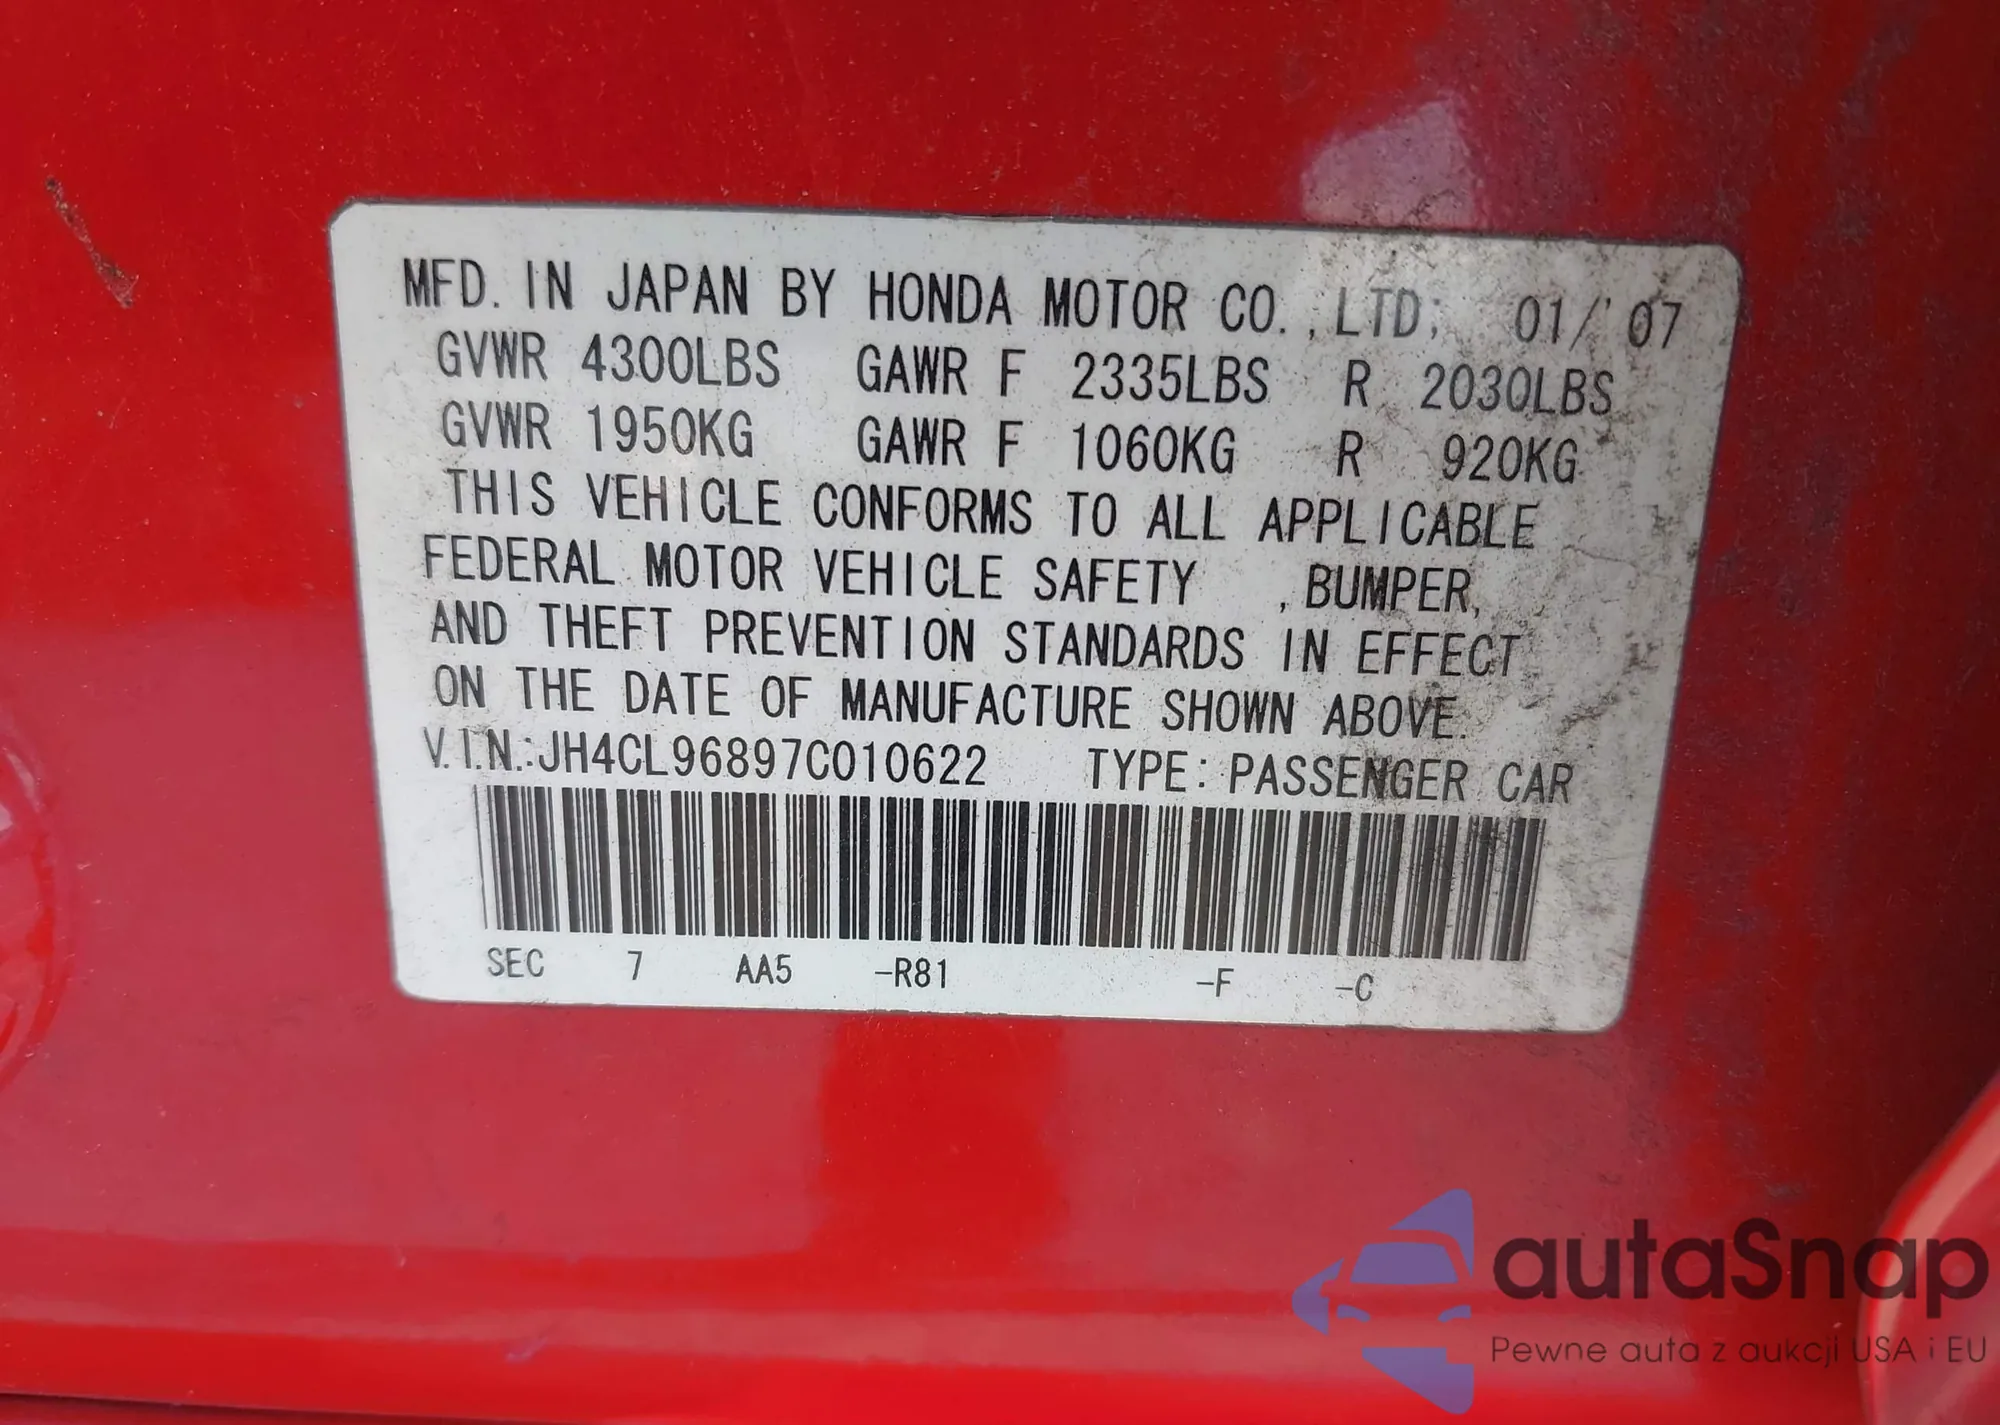 MFD. IN JAPAN BY HONDA MOTOR CO., LTD; 01/'07
GVWR 4300LBS GAWR F 2335LBS R 2030LBS
GVWR 1950KG GAWR F 1060KG R 920KG
THIS VEHICLE CONFORMS TO ALL APPLICABLE
FEDERAL MOTOR VEHICLE SAFETY , BUMPER,
AND THEFT PREVENTION STANDARDS IN EFFECT
ON THE DATE OF MANUFACTURE SHOWN ABOVE.
V.I.N.:JH4CL96897C010622 TYPE: PASSENGER CAR
SEC 7 AA5 -R81 -F -C
autaSnap
Pewne auta z aukcji USA i EU